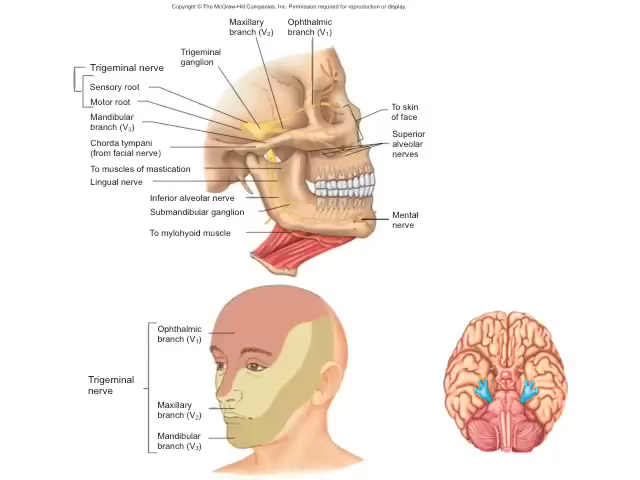 Copyright © The McGraw-Hill Companies, Inc. Permission required for reproduction or display.
Maxillary
branch (V2)
Ophthalmic
branch (V1)
Trigeminal
ganglion
Trigeminal nerve
Sensory root
Motor root
Mandibular
branch (V3)
Chorda tympani
(from facial nerve)
To muscles of mastication
Lingual nerve
Inferior alveolar nerve
Submandibular ganglion
To mylohyoid muscle
To skin
of face
Superior
alveolar
nerves
Mental
nerve
Trigeminal
nerve
Ophthalmic
branch (V1)
Maxillary
branch (V2)
Mandibular
branch (V3)